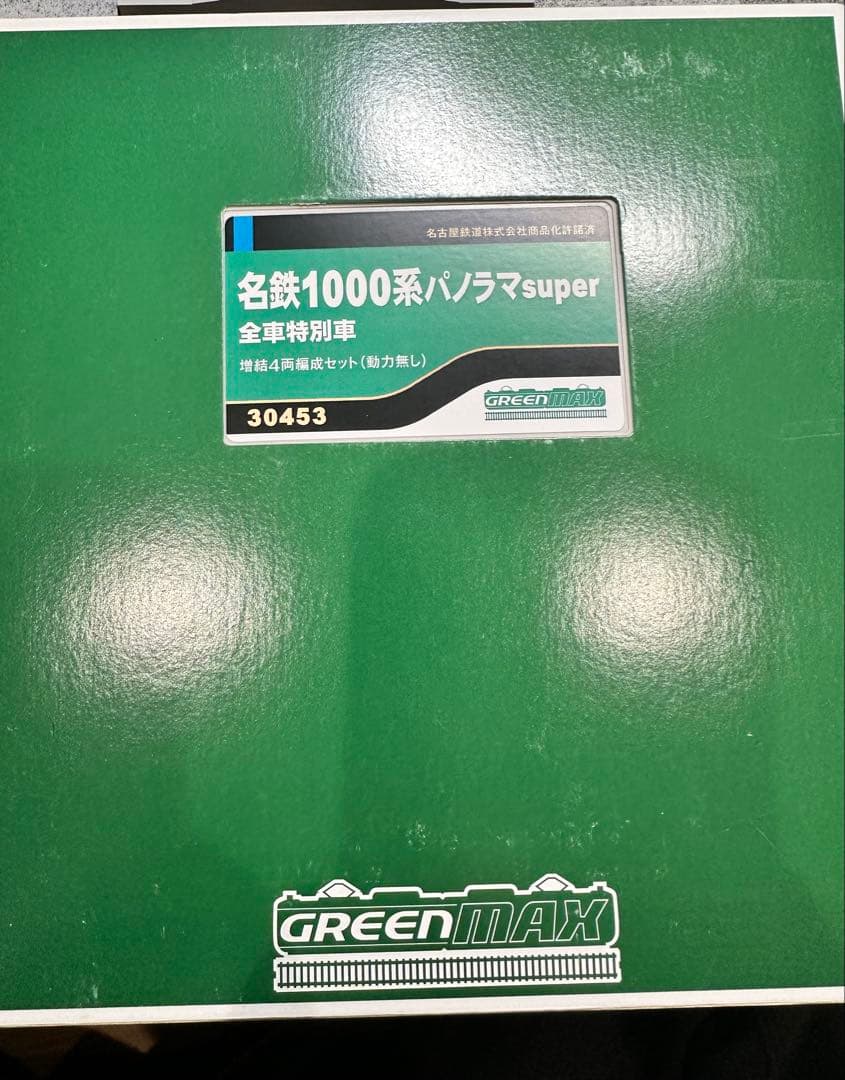 名古屋鉄道株式会社商品化許諾済
名鉄1000系パノラマsuper
全車特別車
増結4両編成セット(動力無し)
30453
GREENMAX
GREENMAX